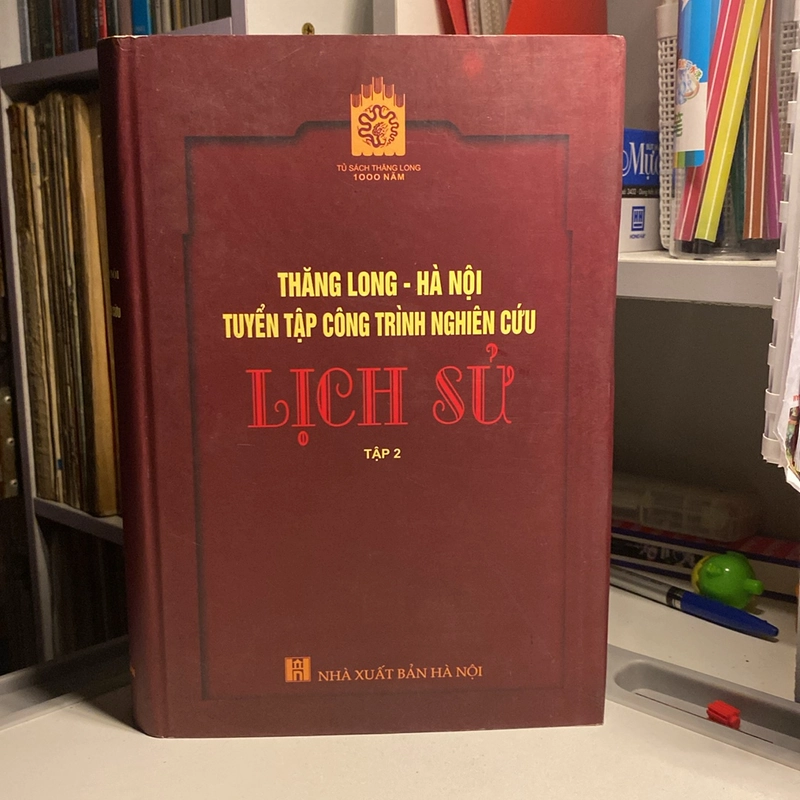 TỦ SÁCH THĂNG LONG
1000 NĂM
THĂNG LONG - HÀ NỘI
TUYỂN TẬP CÔNG TRÌNH NGHIÊN CỨU
LỊCH SỬ
TẬP 2
NHÀ XUẤT BẢN HÀ NỘI
Mực